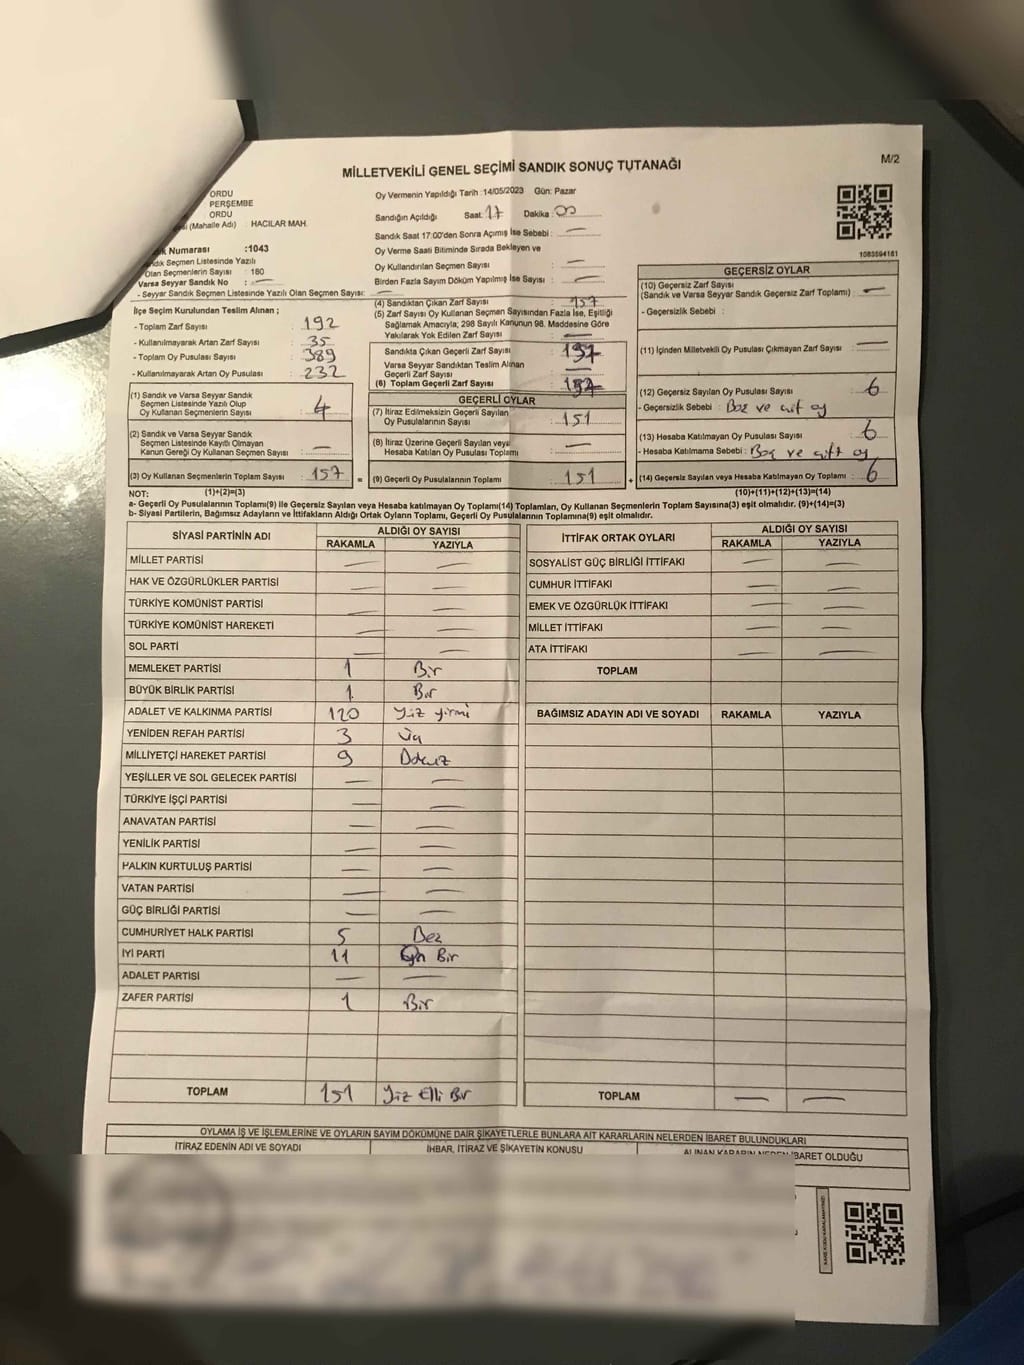 MİLLETVEKİLİ GENEL SEÇİMİ SANDIK SONUÇ TUTANAĞI
M/2
ORDU
PERŞEMBE
ORDU
(Mahalle Adı) : HACILAR MAH.
Numarası :1043
Sandık Seçmen Listesinde Yazılı
Olan Seçmenlerin Sayısı : 180
Varsa Seyyar Sandık No : —
- Seyyar Sandık Seçmen Listesinde Yazılı Olan Seçmen Sayısı: —
İlçe Seçim Kurulundan Teslim Alınan ;
- Toplam Zarf Sayısı : 192
- Kullanılmayarak Artan Zarf Sayısı : 35
- Toplam Oy Pusulası Sayısı : 389
- Kullanılmayarak Artan Oy Pusulası : 232
(1) Sandık ve Varsa Seyyar Sandık
Seçmen Listesinde Yazılı Olup
Oy Kullanan Seçmenlerin Sayısı : 4
(2) Sandık ve Varsa Seyyar Sandık
Seçmen Listesinde Kayıtlı Olmayan
Kanun Gereği Oy Kullanan Seçmen Sayısı : —
(3) Oy Kullanan Seçmenlerin Toplam Sayısı : 157
Oy Vermenin Yapıldığı Tarih :14/05/2023 Gün: Pazar
Sandığın Açıldığı Saat: 17 Dakika : 00
Sandık Saat 17:00'den Sonra Açımış İse Sebebi : —
Oy Verme Saati Bitiminde Sırada Bekleyen ve
Oy Kullandırılan Seçmen Sayısı : —
Birden Fazla Sayım Döküm Yapılmış İse Sayısı : —
(4) Sandıktan Çıkan Zarf Sayısı : 157
(5) Zarf Sayısı Oy Kullanan Seçmen Sayısından Fazla İse, Eşitliği
Sağlamak Amacıyla; 298 Sayılı Kanunun 98. Maddesine Göre
Yakılarak Yok Edilen Zarf Sayısı : —
Sandıkta Çıkan Geçerli Zarf Sayısı : 157
Varsa Seyyar Sandıktan Teslim Alınan
Geçerli Zarf Sayısı : —
(6) Toplam Geçerli Zarf Sayısı : 157
GEÇERLİ OYLAR
(7) İtiraz Edilmeksizin Geçerli Sayılan
Oy Pusulalarının Sayısı : 151
(8) İtiraz Üzerine Geçerli Sayılan veya
Hesaba Katılan Oy Pusulası Toplamı : —
(9) Geçerli Oy Pusulalarının Toplamı : 151
1083594161
GEÇERSİZ OYLAR
(10) Geçersiz Zarf Sayısı
(Sandık ve Varsa Seyyar Sandık Geçersiz Zarf Toplamı) : —
- Geçersizlik Sebebi :
(11) İçinden Milletvekili Oy Pusulası Çıkmayan Zarf Sayısı : —
(12) Geçersiz Sayılan Oy Pusulası Sayısı : 6
- Geçersizlik Sebebi : Boş ve çift oy
(13) Hesaba Katılmayan Oy Pusulası Sayısı : 6
- Hesaba Katılmama Sebebi : Boş ve çift oy
(14) Geçersiz Sayılan veya Hesaba Katılmayan Oy Toplamı : 6
NOT: (1)+(2)=(3) (10)+(11)+(12)+(13)=(14)
a- Geçerli Oy Pusulalarının Toplamı(9) ile Geçersiz Sayılan veya Hesaba katılmayan Oy Toplamı(14) Toplamları, Oy Kullanan Seçmenlerin Toplam Sayısına(3) eşit olmalıdır. (9)+(14)=(3)
b- Siyasi Partilerin, Bağımsız Adayların ve İttifakların Aldığı Ortak Oyların Toplamı, Geçerli Oy Pusulalarının Toplamına(9) eşit olmalıdır.
SİYASİ PARTİNİN ADI ALDIĞI OY SAYISI
RAKAMLA YAZIYLA
MİLLET PARTİSİ — —
HAK VE ÖZGÜRLÜKLER PARTİSİ — —
TÜRKİYE KOMÜNİST PARTİSİ — —
TÜRKİYE KOMÜNİST HAREKETİ — —
SOL PARTİ — —
MEMLEKET PARTİSİ 1 Bir
BÜYÜK BİRLİK PARTİSİ 1 Bir
ADALET VE KALKINMA PARTİSİ 120 Yüz yirmi
YENİDEN REFAH PARTİSİ 3 Üç
MİLLİYETÇİ HAREKET PARTİSİ 9 Dokuz
YEŞİLLER VE SOL GELECEK PARTİSİ — —
TÜRKİYE İŞÇİ PARTİSİ — —
ANAVATAN PARTİSİ — —
YENİLİK PARTİSİ — —
HALKIN KURTULUŞ PARTİSİ — —
VATAN PARTİSİ — —
GÜÇ BİRLİĞİ PARTİSİ — —
CUMHURİYET HALK PARTİSİ 5 Beş
İYİ PARTİ 11 On Bir
ADALET PARTİSİ — —
ZAFER PARTİSİ 1 Bir
TOPLAM 151 Yüz Elli Bir
İTTİFAK ORTAK OYLARI ALDIĞI OY SAYISI
RAKAMLA YAZIYLA
SOSYALİST GÜÇ BİRLİĞİ İTTİFAKI — —
CUMHUR İTTİFAKI — —
EMEK VE ÖZGÜRLÜK İTTİFAKI — —
MİLLET İTTİFAKI — —
ATA İTTİFAKI — —
TOPLAM
BAĞIMSIZ ADAYIN ADI VE SOYADI RAKAMLA YAZIYLA
TOPLAM — —
OYLAMA İŞ VE İŞLEMLERİNE VE OYLARIN SAYIM DÖKÜMÜNE DAİR ŞİKAYETLERLE BUNLARA AİT KARARLARIN NELERDEN İBARET BULUNDUKLARI
İTİRAZ EDENİN ADI VE SOYADI İHBAR, İTİRAZ VE ŞİKAYETİN KONUSU ALINAN KARARIN NEDEN İBARET OLDUĞU